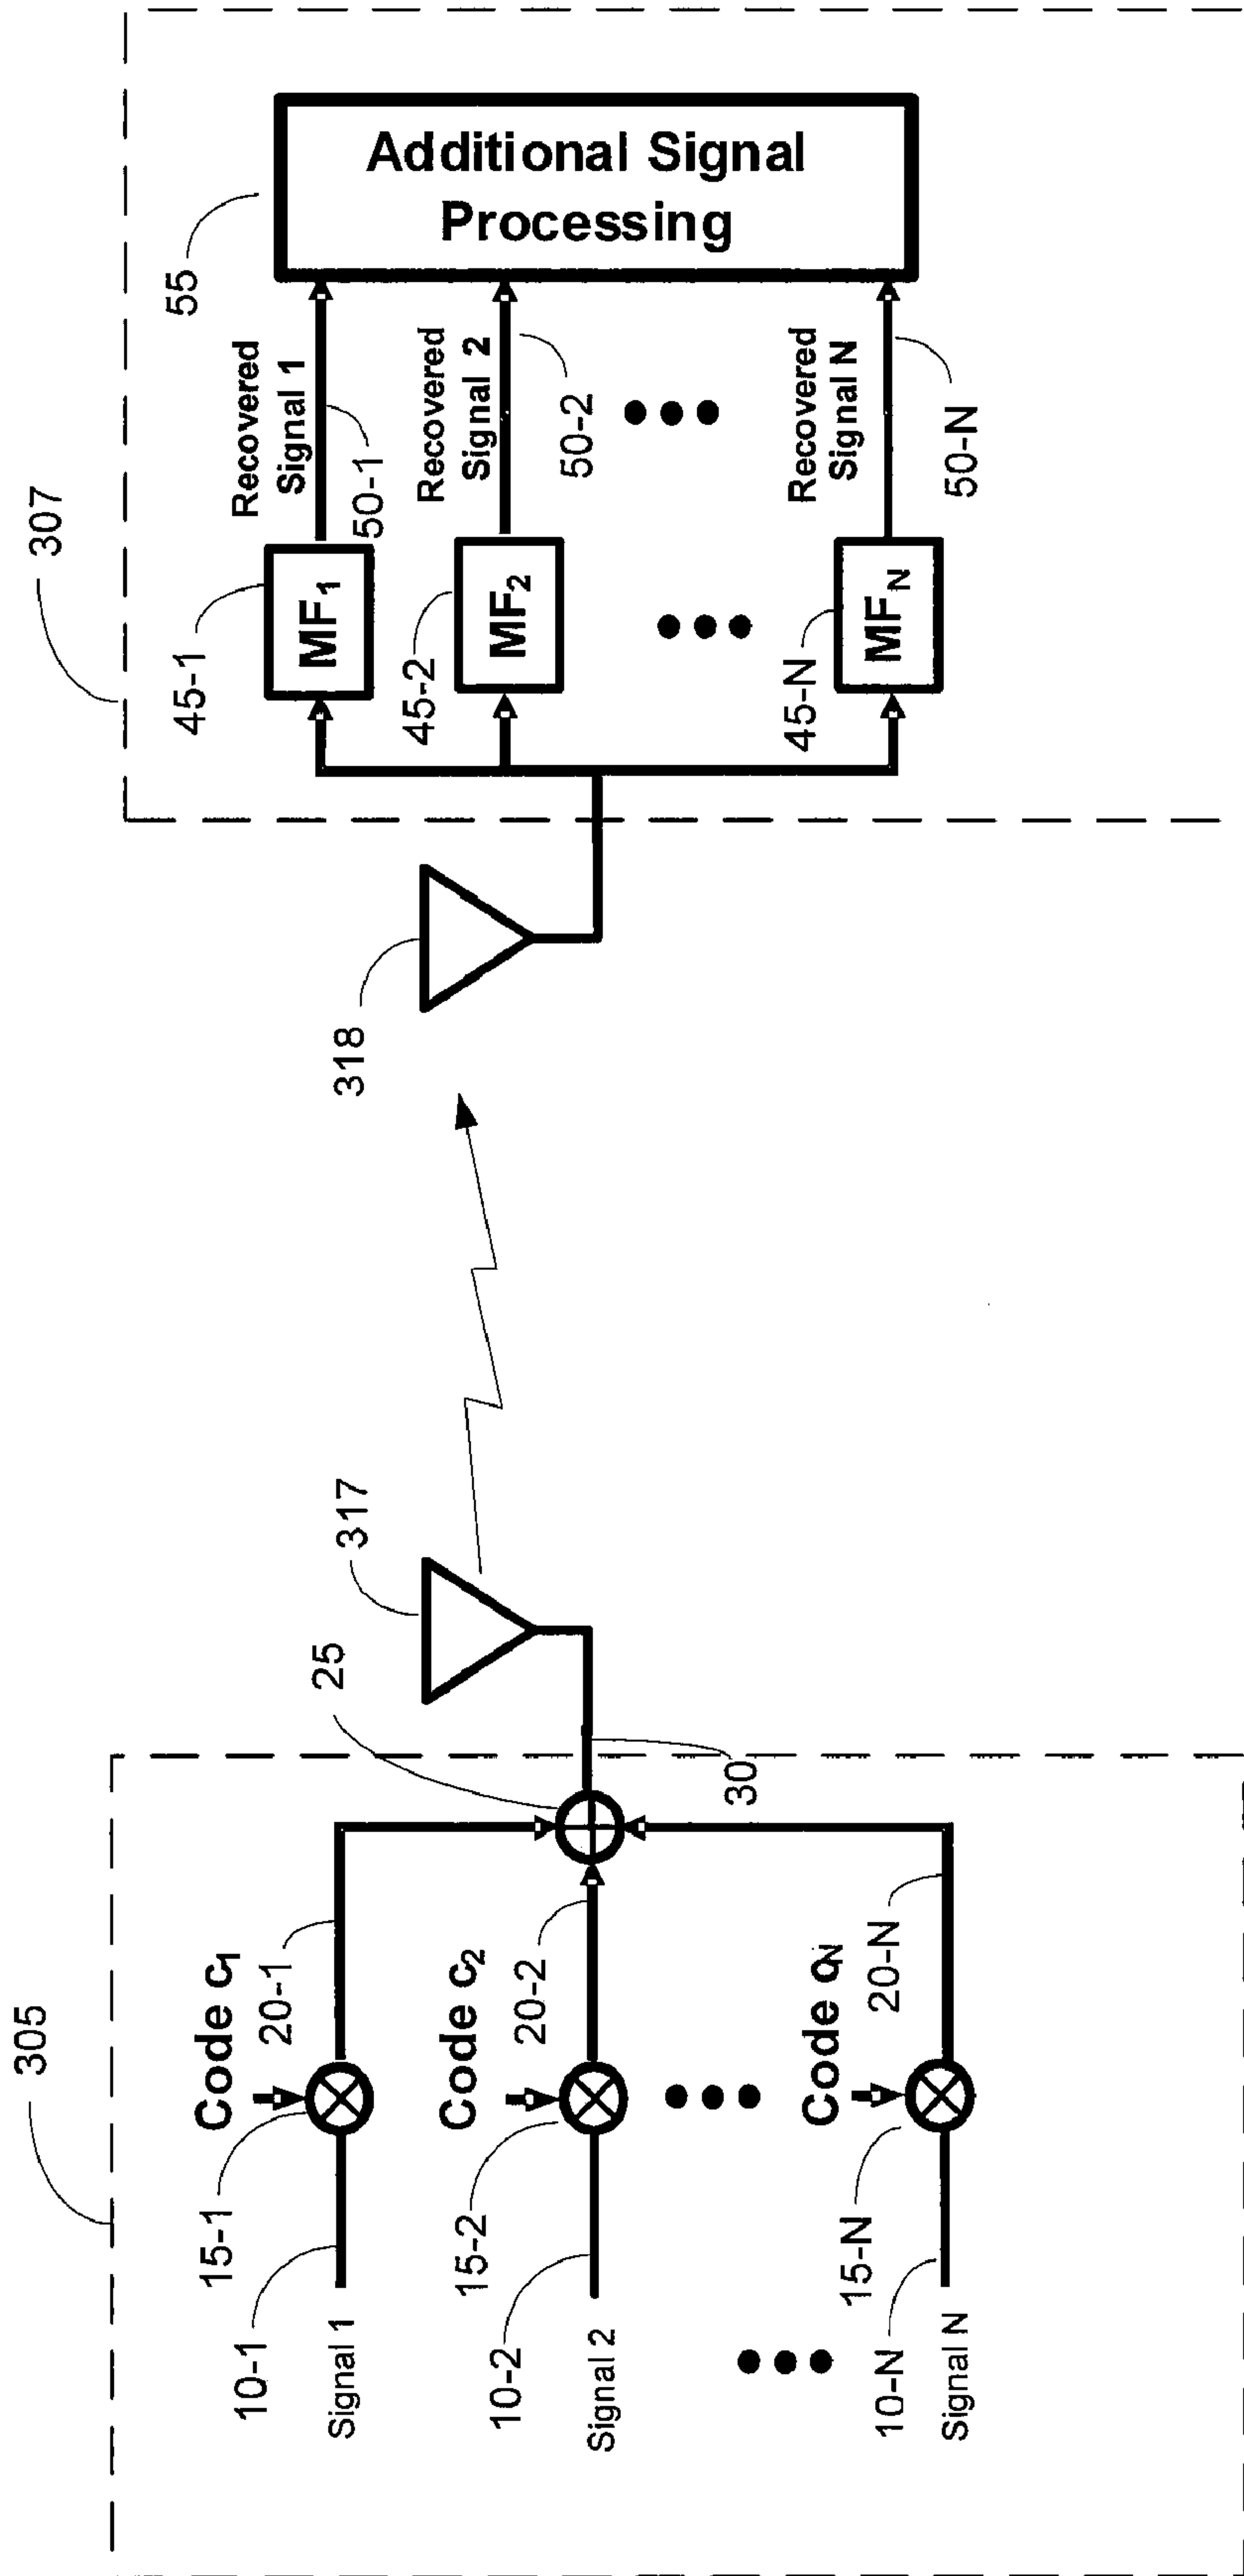 305
Code c1
20-1
15-1
10-1
Signal 1
Code c2
20-2
15-2
10-2
Signal 2
Code cN
20-N
15-N
10-N
Signal N
25
30
317
318
307
45-1
MF1
Recovered
Signal 1
50-1
45-2
MF2
Recovered
Signal 2
50-2
45-N
MF N
Recovered
Signal N
50-N
55
Additional Signal
Processing